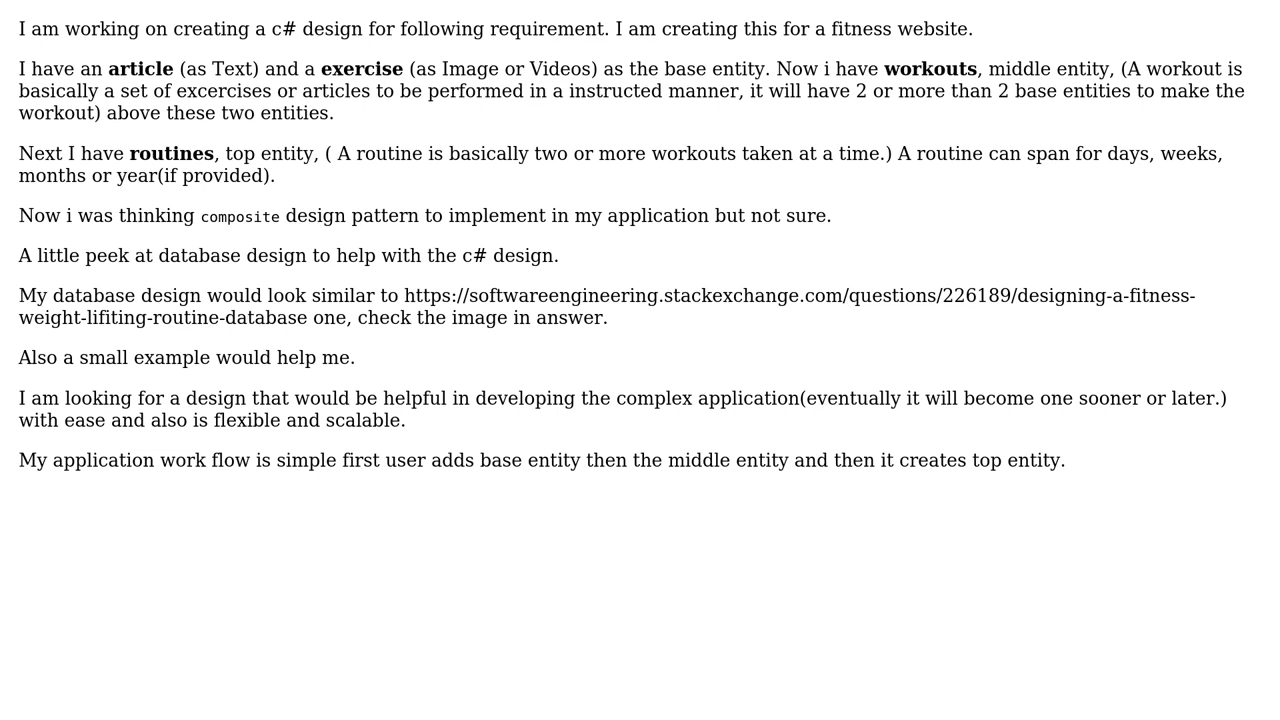 I am working on creating a c# design for following requirement. I am creating this for a fitness website.
I have an article (as Text) and a exercise (as Image or Videos) as the base entity. Now i have workouts, middle entity, (A workout is
basically a set of excercises or articles to be performed in a instructed manner, it will have 2 or more than 2 base entities to make the
workout) above these two entities.
Next I have routines, top entity, ( A routine is basically two or more workouts taken at a time.) A routine can span for days, weeks,
months or year(if provided).
Now i was thinking composite design pattern to implement in my application but not sure.
A little peek at database design to help with the c# design.
My database design would look similar to https://softwareengineering.stackexchange.com/questions/226189/designing-a-fitness-
weight-lifiting-routine-database one, check the image in answer.
Also a small example would help me.
I am looking for a design that would be helpful in developing the complex application(eventually it will become one sooner or later.)
with ease and also is flexible and scalable.
My application work flow is simple first user adds base entity then the middle entity and then it creates top entity.